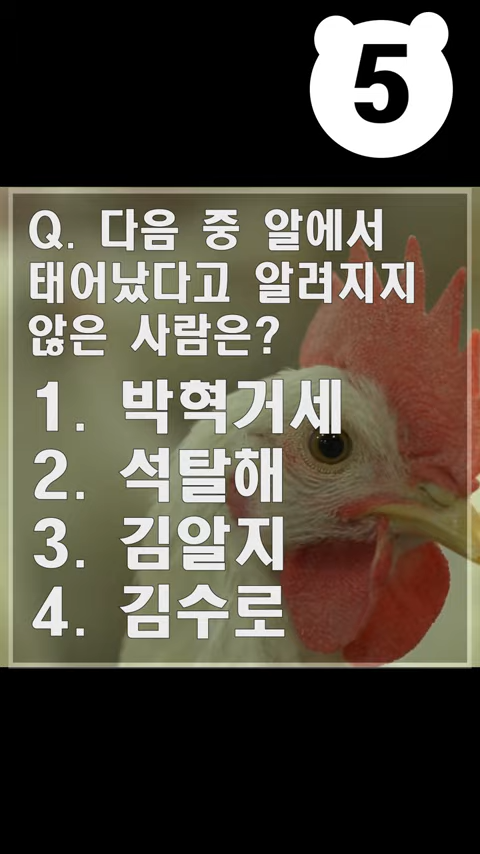 5
Q. 다음 중 알에서
태어났다고 알려지지
않은 사람은?
1. 박혁거세
2. 석탈해
3. 김알지
4. 김수로